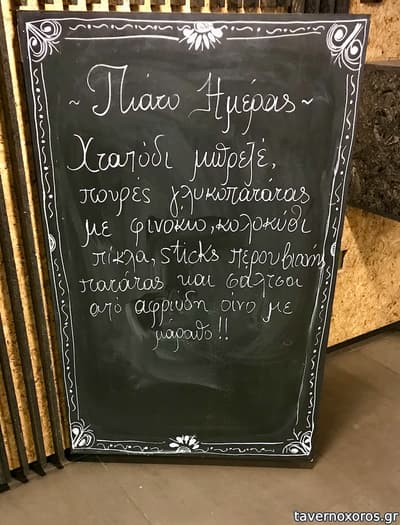 ~ Πιάτο Ημέρας ~
Χταπόδι μπρεζέ,
πουρές γλυκοπατάτας
με φινόκιο, κολοκύθι
πίκλα, sticks περουβιανής
πατάτας και σάλτσα
από αφρώδη οίνο με
μάραθο!!
tavernoxoros.gr